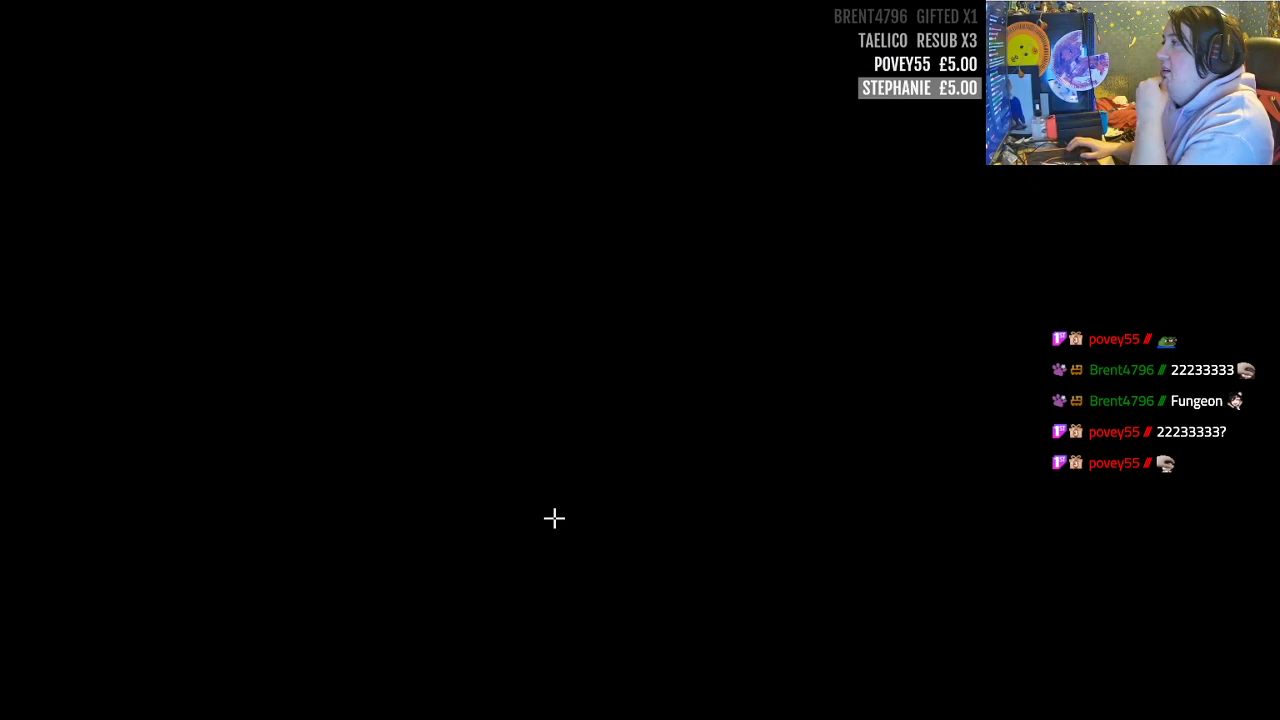 BRENT4796 GIFTED X1
TAELICO RESUB X3
POVEY55 £5.00
STEPHANIE £5.00
povey55 //
Brent4796 // 22233333
Brent4796 // Fungeon
povey55 // 22233333?
povey55 //